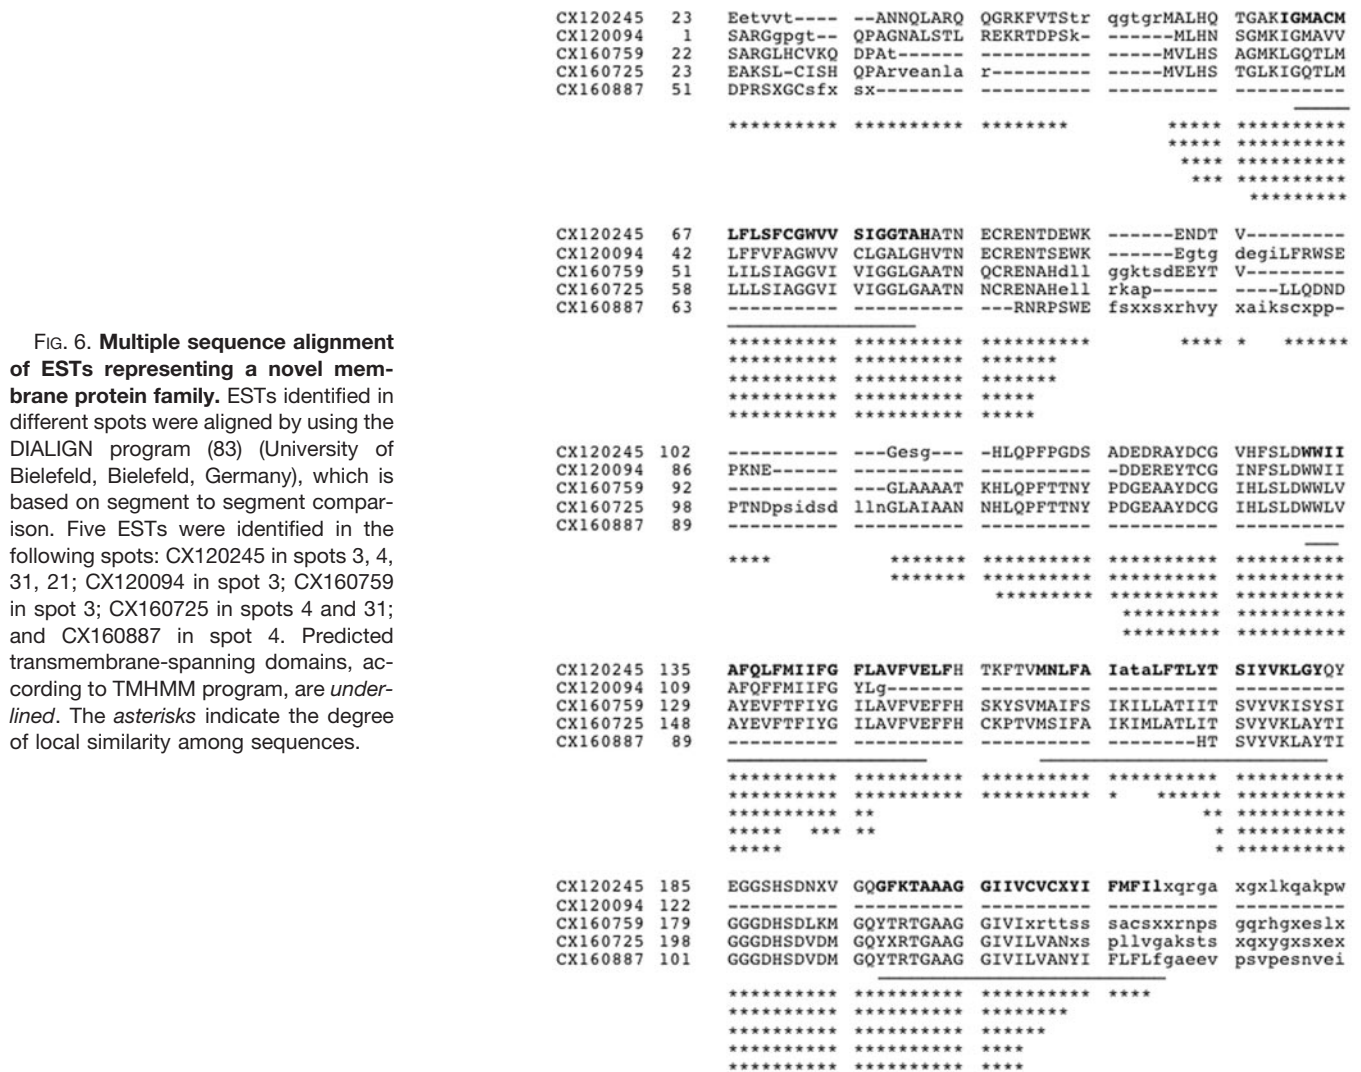 FIG. 6. Multiple sequence alignment
of ESTs representing a novel mem-
brane protein family. ESTs identified in
different spots were aligned by using the
DIALIGN program (83) (University of
Bielefeld, Bielefeld, Germany), which is
based on segment to segment compar-
ison. Five ESTs were identified in the
following spots: CX120245 in spots 3, 4,
31, 21; CX120094 in spot 3; CX160759
in spot 3; CX160725 in spots 4 and 31;
and CX160887 in spot 4. Predicted
transmembrane-spanning domains, ac-
cording to TMHMM program, are under-
lined. The asterisks indicate the degree
of local similarity among sequences.
CX120245 23 Eetvvt---- --ANNQLARQ QGRKFVTStr qgtgrMALHQ TGAKIGMACM
CX120094 1 SARGgpgt-- QPAGNALSTL REKRTDPSk- ------MLHN SGMKIGMAVV
CX160759 22 SARGLHCVKQ DPAt------ ---------- -----MVLHS AGMKLGQTLM
CX160725 23 EAKSL-CISH QPArveanla r--------- -----MVLHS TGLKIGQTLM
CX160887 51 DPRSXGCsfx sx-------- ---------- ---------- ----------
********** ********** ******** ***** **********
***** **********
**** **********
*** **********
*********
CX120245 67 LFLSFCGWVV SIGGTAHATN ECRENTDEWK ------ENDT V---------
CX120094 42 LFFVFAGWVV CLGALGHVTN ECRENTSEWK ------Egtg degiLFRWSE
CX160759 51 LILSIAGGVI VIGGLGAATN QCRENAHdll ggktsdEEYT V---------
CX160725 58 LLLSIAGGVI VIGGLGAATN NCRENAHell rkap------ ----LLQDND
CX160887 63 ---------- ---------- ---RNRPSWE fsxxsxrhvy xaikscxpp-
********** ********** ********** **** * ******
********** ********** *******
********** ********** *******
********** ********** *****
********** ********** *****
CX120245 102 ---------- ---Gesg--- -HLQPFPGDS ADEDRAYDCG VHFSLDWWII
CX120094 86 PKNE------ ---------- ---------- -DDEREYTCG INFSLDWWII
CX160759 92 ---------- ---GLAAAAT KHLQPFTTNY PDGEAAYDCG IHLSLDWWLV
CX160725 98 PTNDpsidsd llnGLAIAAN NHLQPFTTNY PDGEAAYDCG IHLSLDWWLV
CX160887 89 ---------- ---------- ---------- ---------- ----------
**** ******* ********** ********** **********
******* ********** ********** **********
********* ********** **********
********* **********
********* **********
CX120245 135 AFQLFMIIFG FLAVFVELFH TKFTVMNLFA IataLFTLYT SIYVKLGYQY
CX120094 109 AFQFFMIIFG YLg------- ---------- ---------- ----------
CX160759 129 AYEVFTFIYG ILAVFVEFFH SKYSVMAIFS IKILLATIIT SVYVKISYSI
CX160725 148 AYEVFTFIYG ILAVFVEFFH CKPTVMSIFA IKIMLATLIT SVYVKLAYTI
CX160887 89 ---------- ---------- ---------- --------HT SVYVKLAYTI
********** ********** ********** ********** **********
********** ********** ********** * ****** **********
********** ** ** **********
***** *** ** * **********
***** * **********
CX120245 185 EGGSHSDNXV GQGFKTAAAG GIIVCVCXYI FMFIlxqrga xgxlkqakpw
CX120094 122 ---------- ---------- ---------- ---------- ----------
CX160759 179 GGGDHSDLKM GQYTRTGAAG GIVIxrttss sacsxxrnps gqrhgxeslx
CX160725 198 GGGDHSDVDM GQYXRTGAAG GIVILVANxs pllvgaksts xqxygxsxex
CX160887 101 GGGDHSDVDM GQYTRTGAAG GIVILVANYI FLFLfgaeev psvpesnvei
********** ********** ********** ****
********** ********** ********
********** ********** ******
********** ********** ****
********** ********** ****